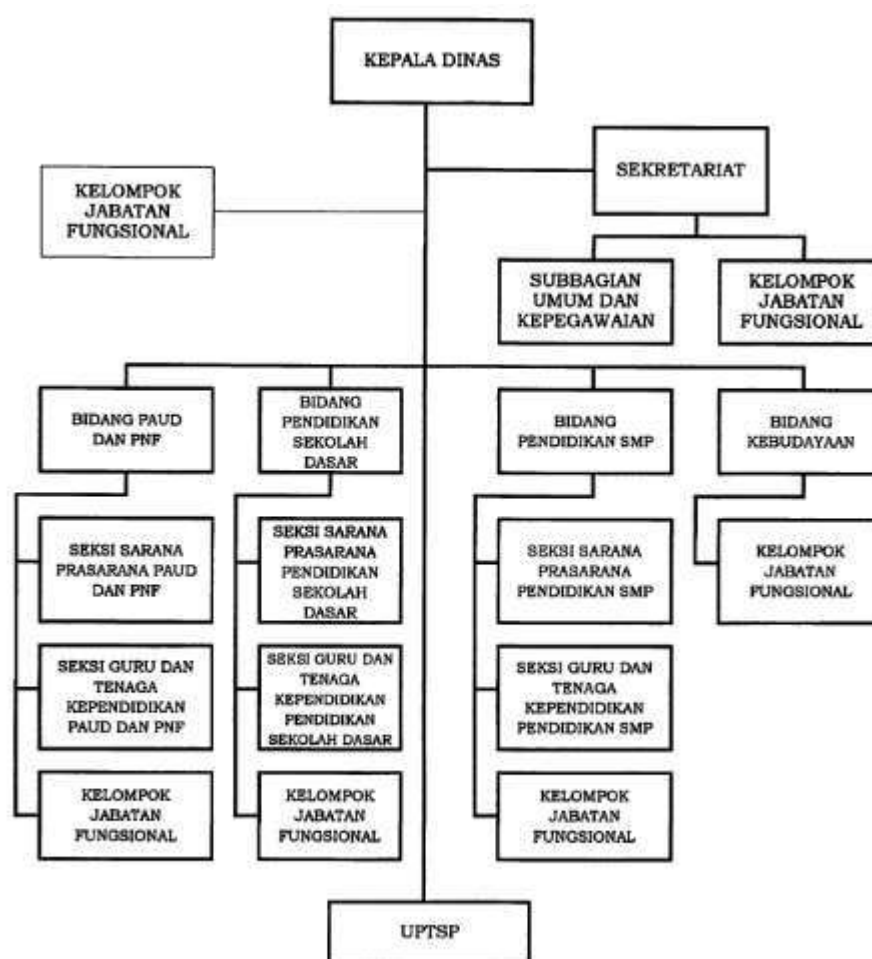 KEPALA DINAS
SEKRETARIAT
KELOMPOK
JABATAN
FUNGSIONAL
SUBBAGIAN
UMUM DAN
KEPEGAWAIAN
KELOMPOK
JABATAN
FUNGSIONAL
BIDANG PAUD
DAN PNF
BIDANG
PENDIDIKAN
SEKOLAH
DASAR
BIDANG
PENDIDIKAN SMP
BIDANG
KEBUDAYAAN
SEKSI SARANA
PRASARANA PAUD
DAN PNF
SEKSI SARANA
PRASARANA
PENDIDIKAN
SEKOLAH
DASAR
SEKSI SARANA
PRASARANA
PENDIDIKAN SMP
KELOMPOK
JABATAN
FUNGSIONAL
SEKSI GURU DAN
TENAGA
KEPENDIDIKAN
PAUD DAN PNF
SEKSI GURU DAN
TENAGA
KEPENDIDIKAN
PENDIDIKAN
SEKOLAH DASAR
SEKSI GURU DAN
TENAGA
KEPENDIDIKAN
PENDIDIKAN SMP
KELOMPOK
JABATAN
FUNGSIONAL
KELOMPOK
JABATAN
FUNGSIONAL
KELOMPOK
JABATAN
FUNGSIONAL
UPTSP